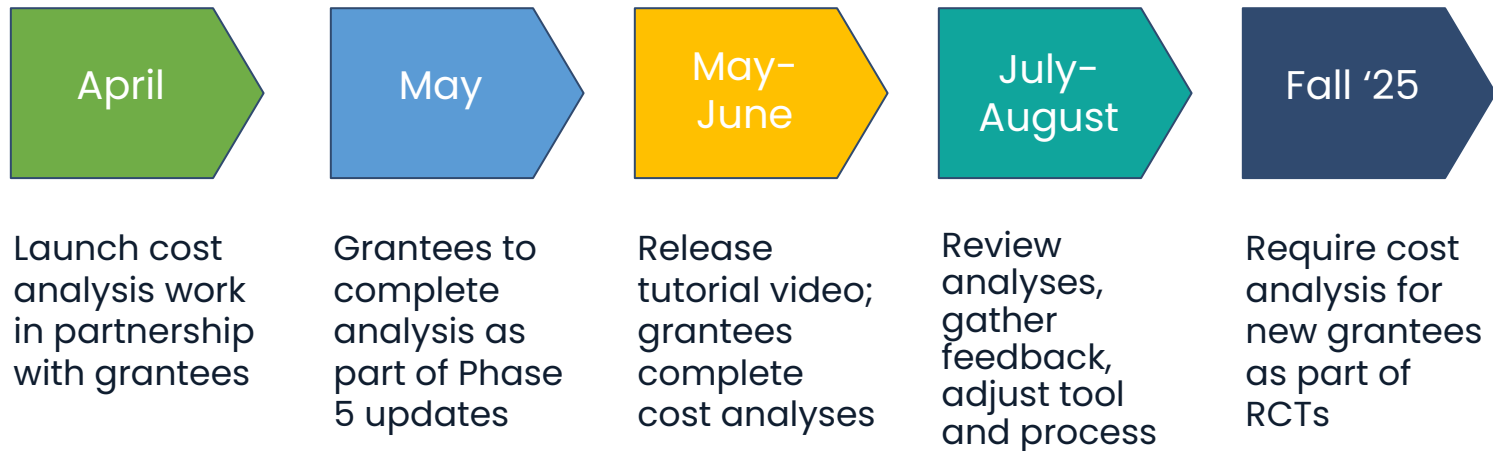 April
Launch cost
analysis work
in partnership
with grantees
May
Grantees to
complete
analysis as
part of Phase
5 updates
May-
June
Release
tutorial video;
grantees
complete
cost analyses
July-
August
Review
analyses,
gather
feedback,
adjust tool
and process
Fall ‘25
Require cost
analysis for
new grantees
as part of
RCTs